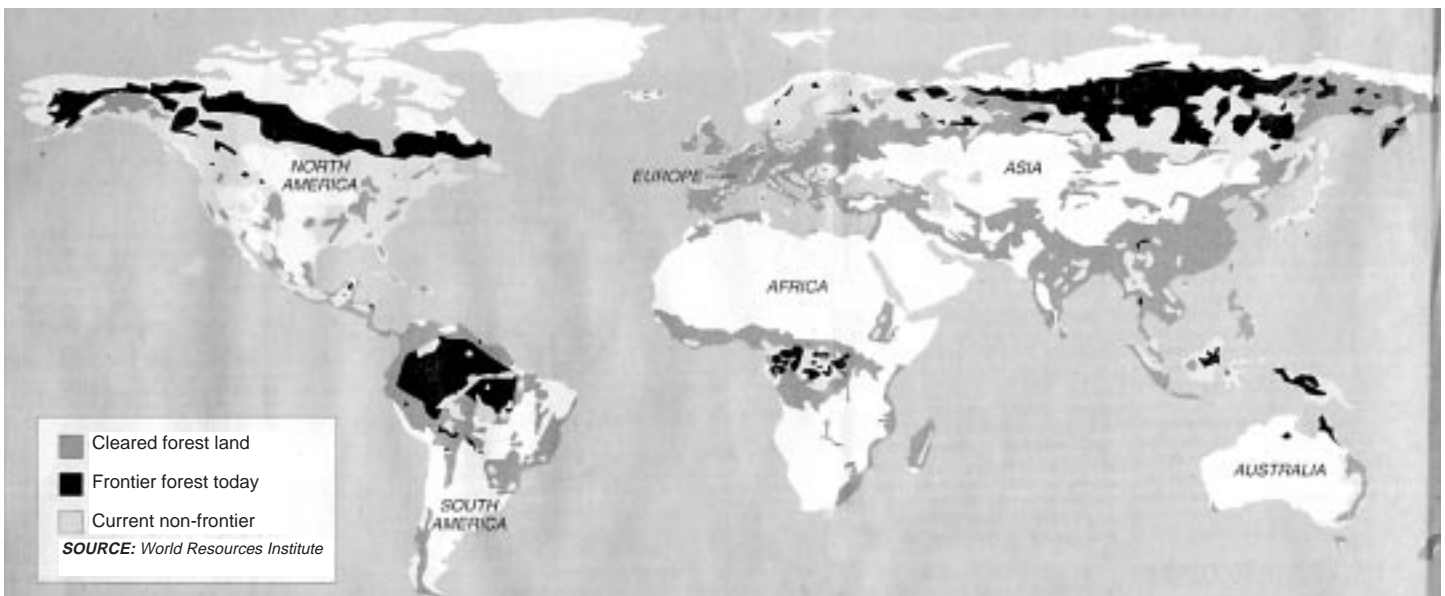 NORTH
AMERICA
EUROPE
ASIA
AFRICA
SOUTH
AMERICA
AUSTRALIA
Cleared forest land
Frontier forest today
Current non-frontier
SOURCE: World Resources Institute